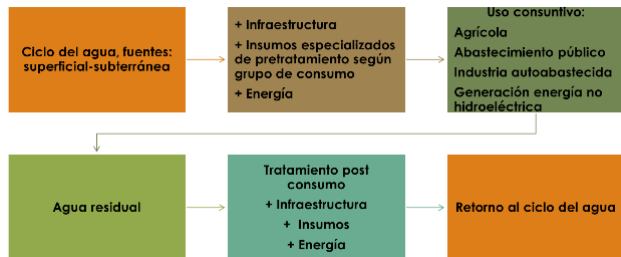 Ciclo del agua, fuentes:
superficial-subterránea
+ Infraestructura
+ Insumos especializados
de pretratamiento según
grupo de consumo
+ Energía
Uso consuntivo:
Agrícola
Abastecimiento público
Industria autoabastecida
Generación energía no
hidroeléctrica
Agua residual
Tratamiento post
consumo
+ Infraestructura
+ Insumos
+ Energía
Retorno al ciclo del agua